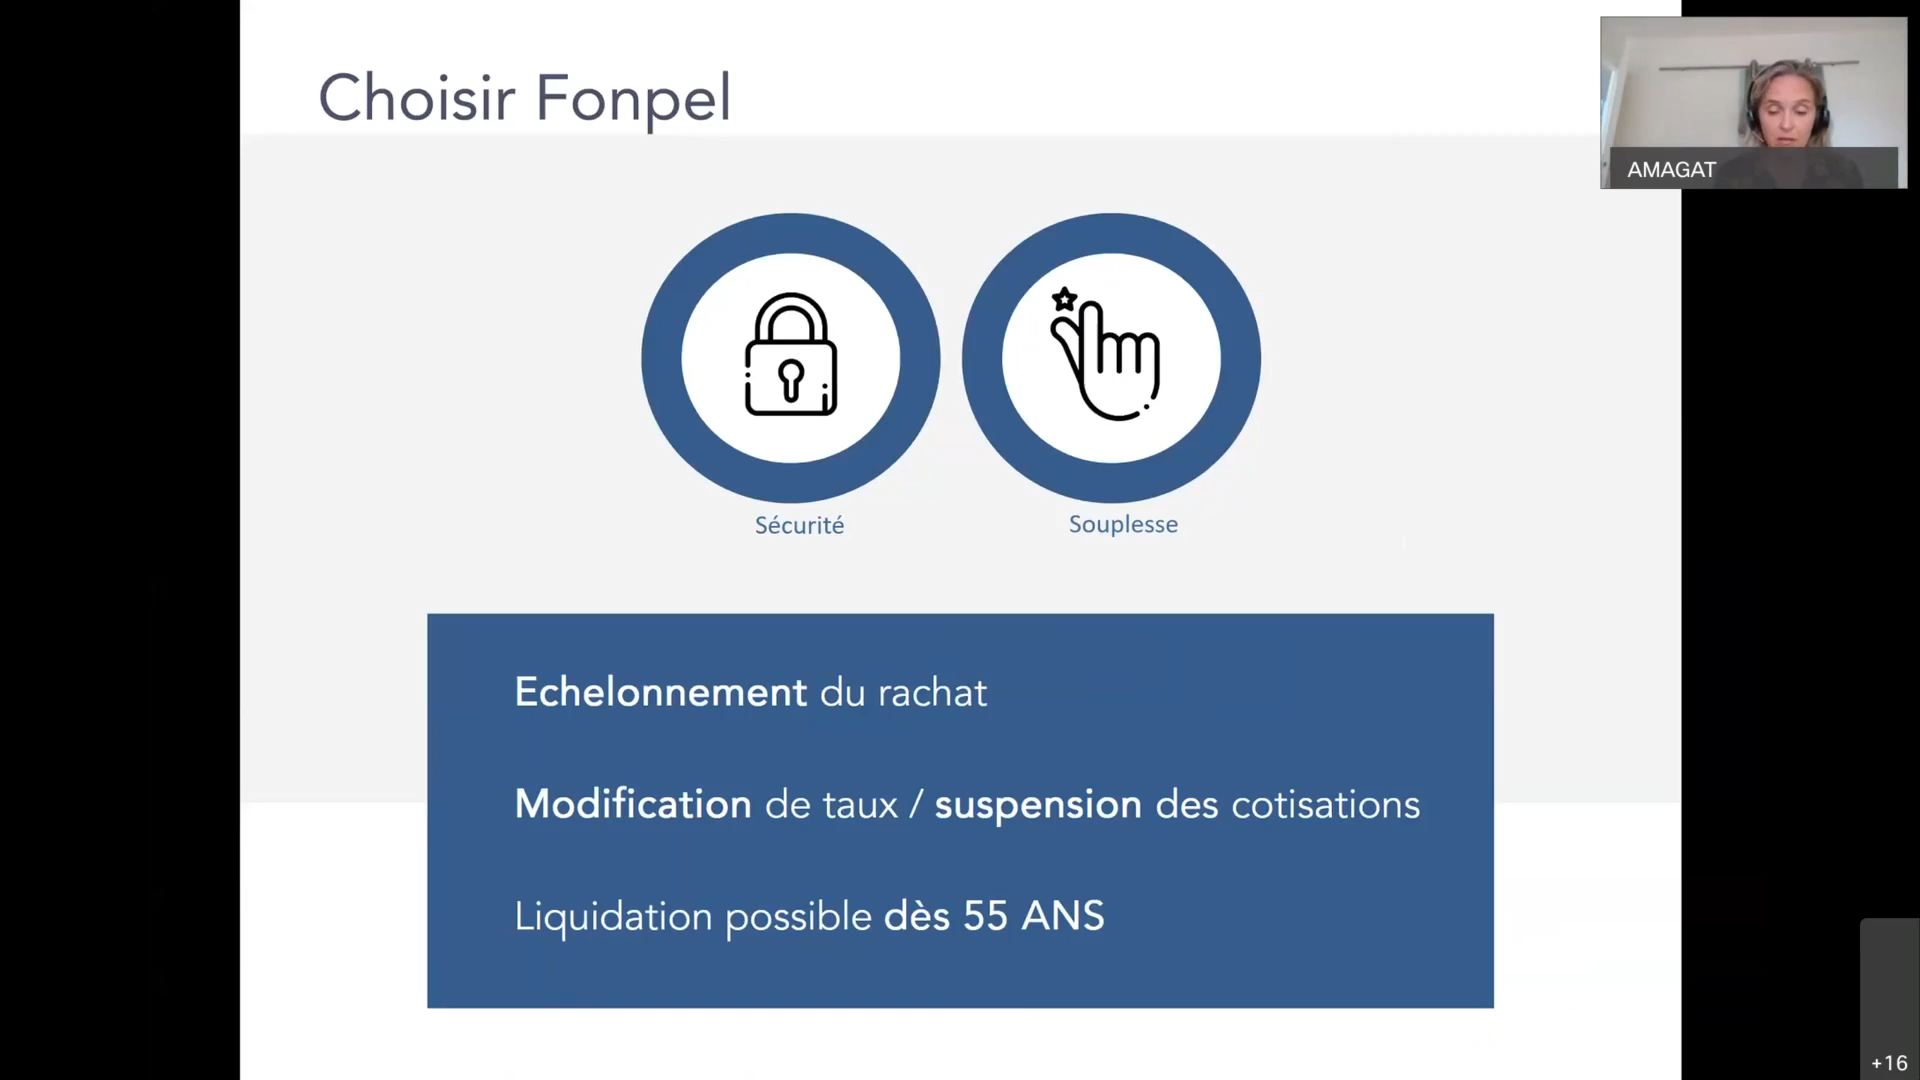 Choisir Fonpel
AMAGAT
Sécurité
Souplesse
Echelonnement du rachat
Modification de taux / suspension des cotisations
Liquidation possible dès 55 ANS
+16